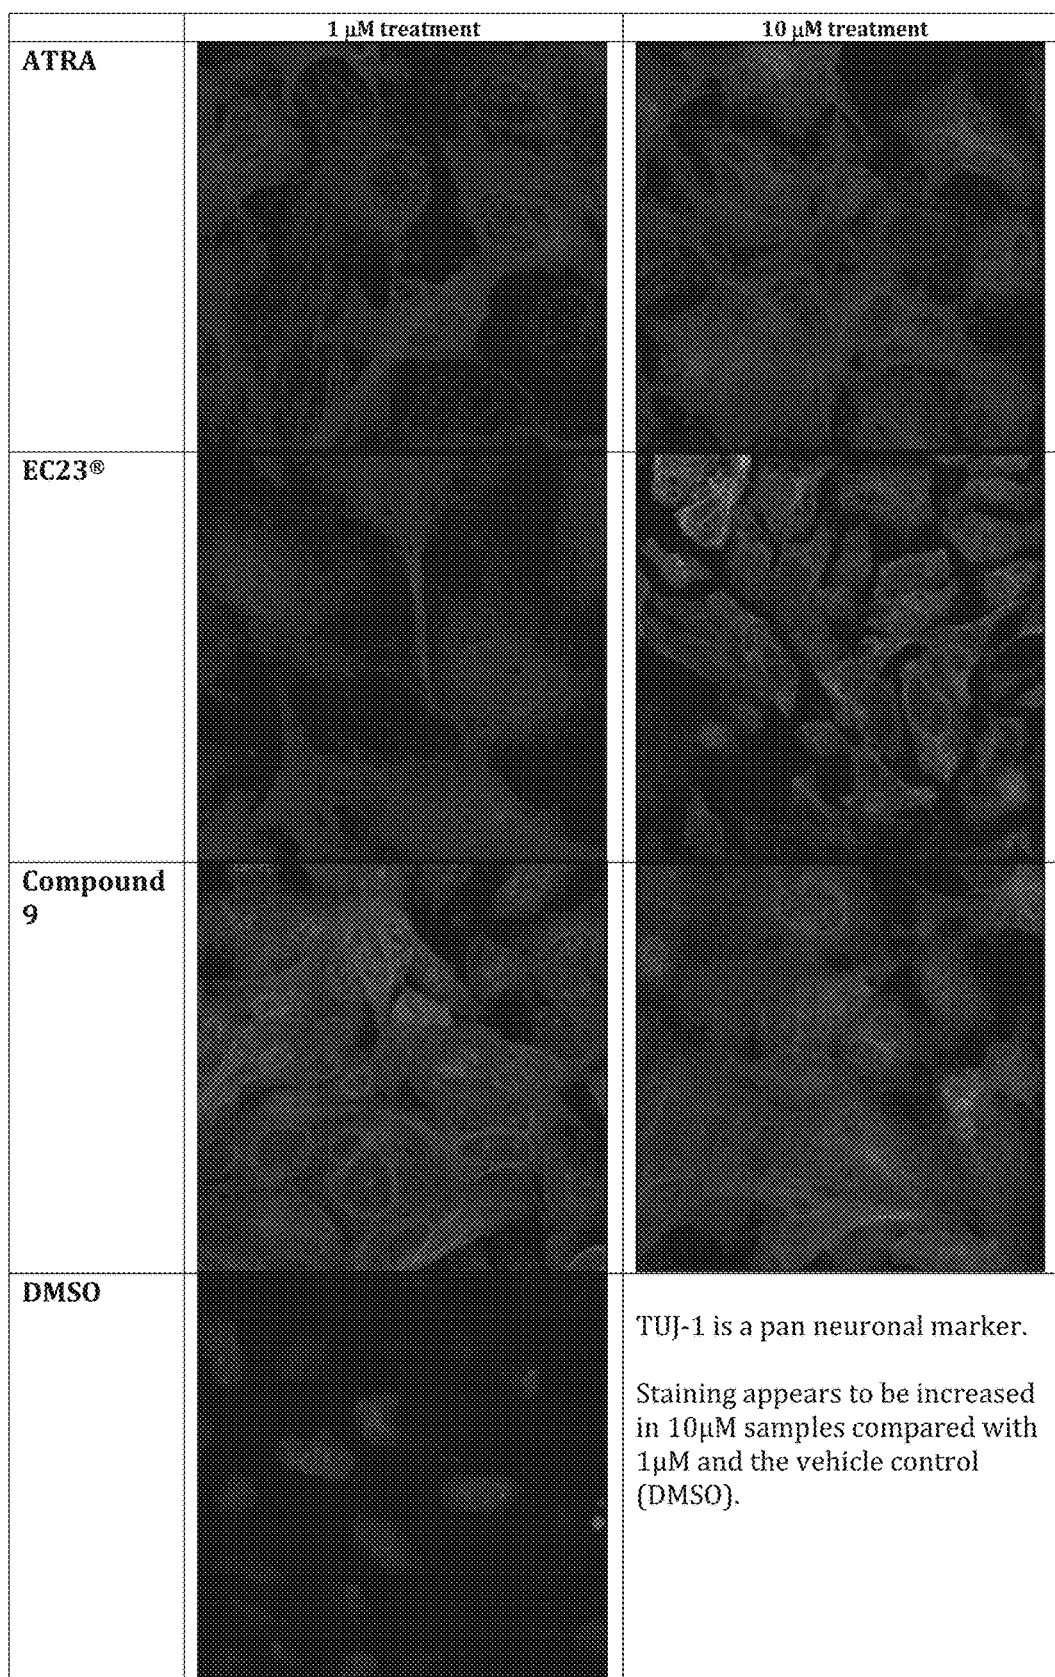 1 μM treatment
10 μM treatment
ATRA
EC23®
Compound
9
DMSO
TUJ-1 is a pan neuronal marker.
Staining appears to be increased
in 10μM samples compared with
1μM and the vehicle control
(DMSO).